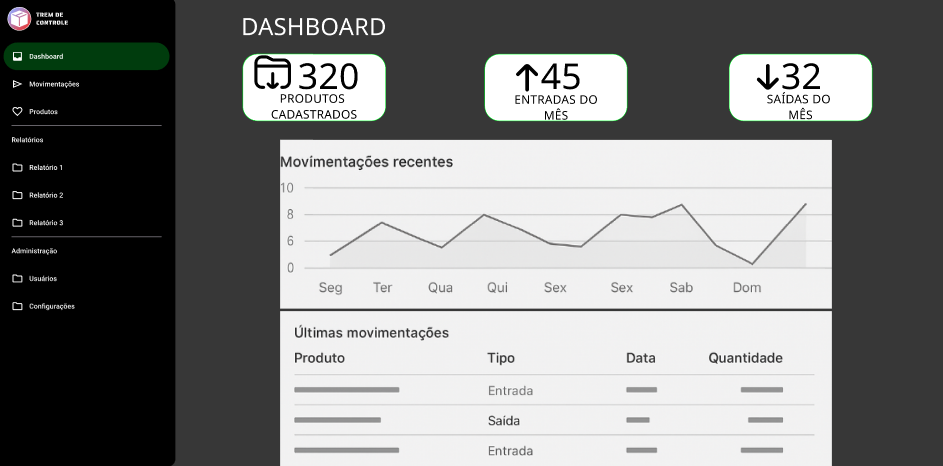 TREM DE
CONTROLE
Dashboard
Movimentações
Produtos
Relatórios
Relatório 1
Relatório 2
Relatório 3
Administração
Usuários
Configurações
DASHBOARD
320
PRODUTOS
CADASTRADOS
45
ENTRADAS DO
MÊS
32
SAÍDAS DO
MÊS
Movimentações recentes
10
8
6
0
Seg Ter Qua Qui Sex Sex Sab Dom
Últimas movimentações
Produto Tipo Data Quantidade
Entrada
Saída
Entrada